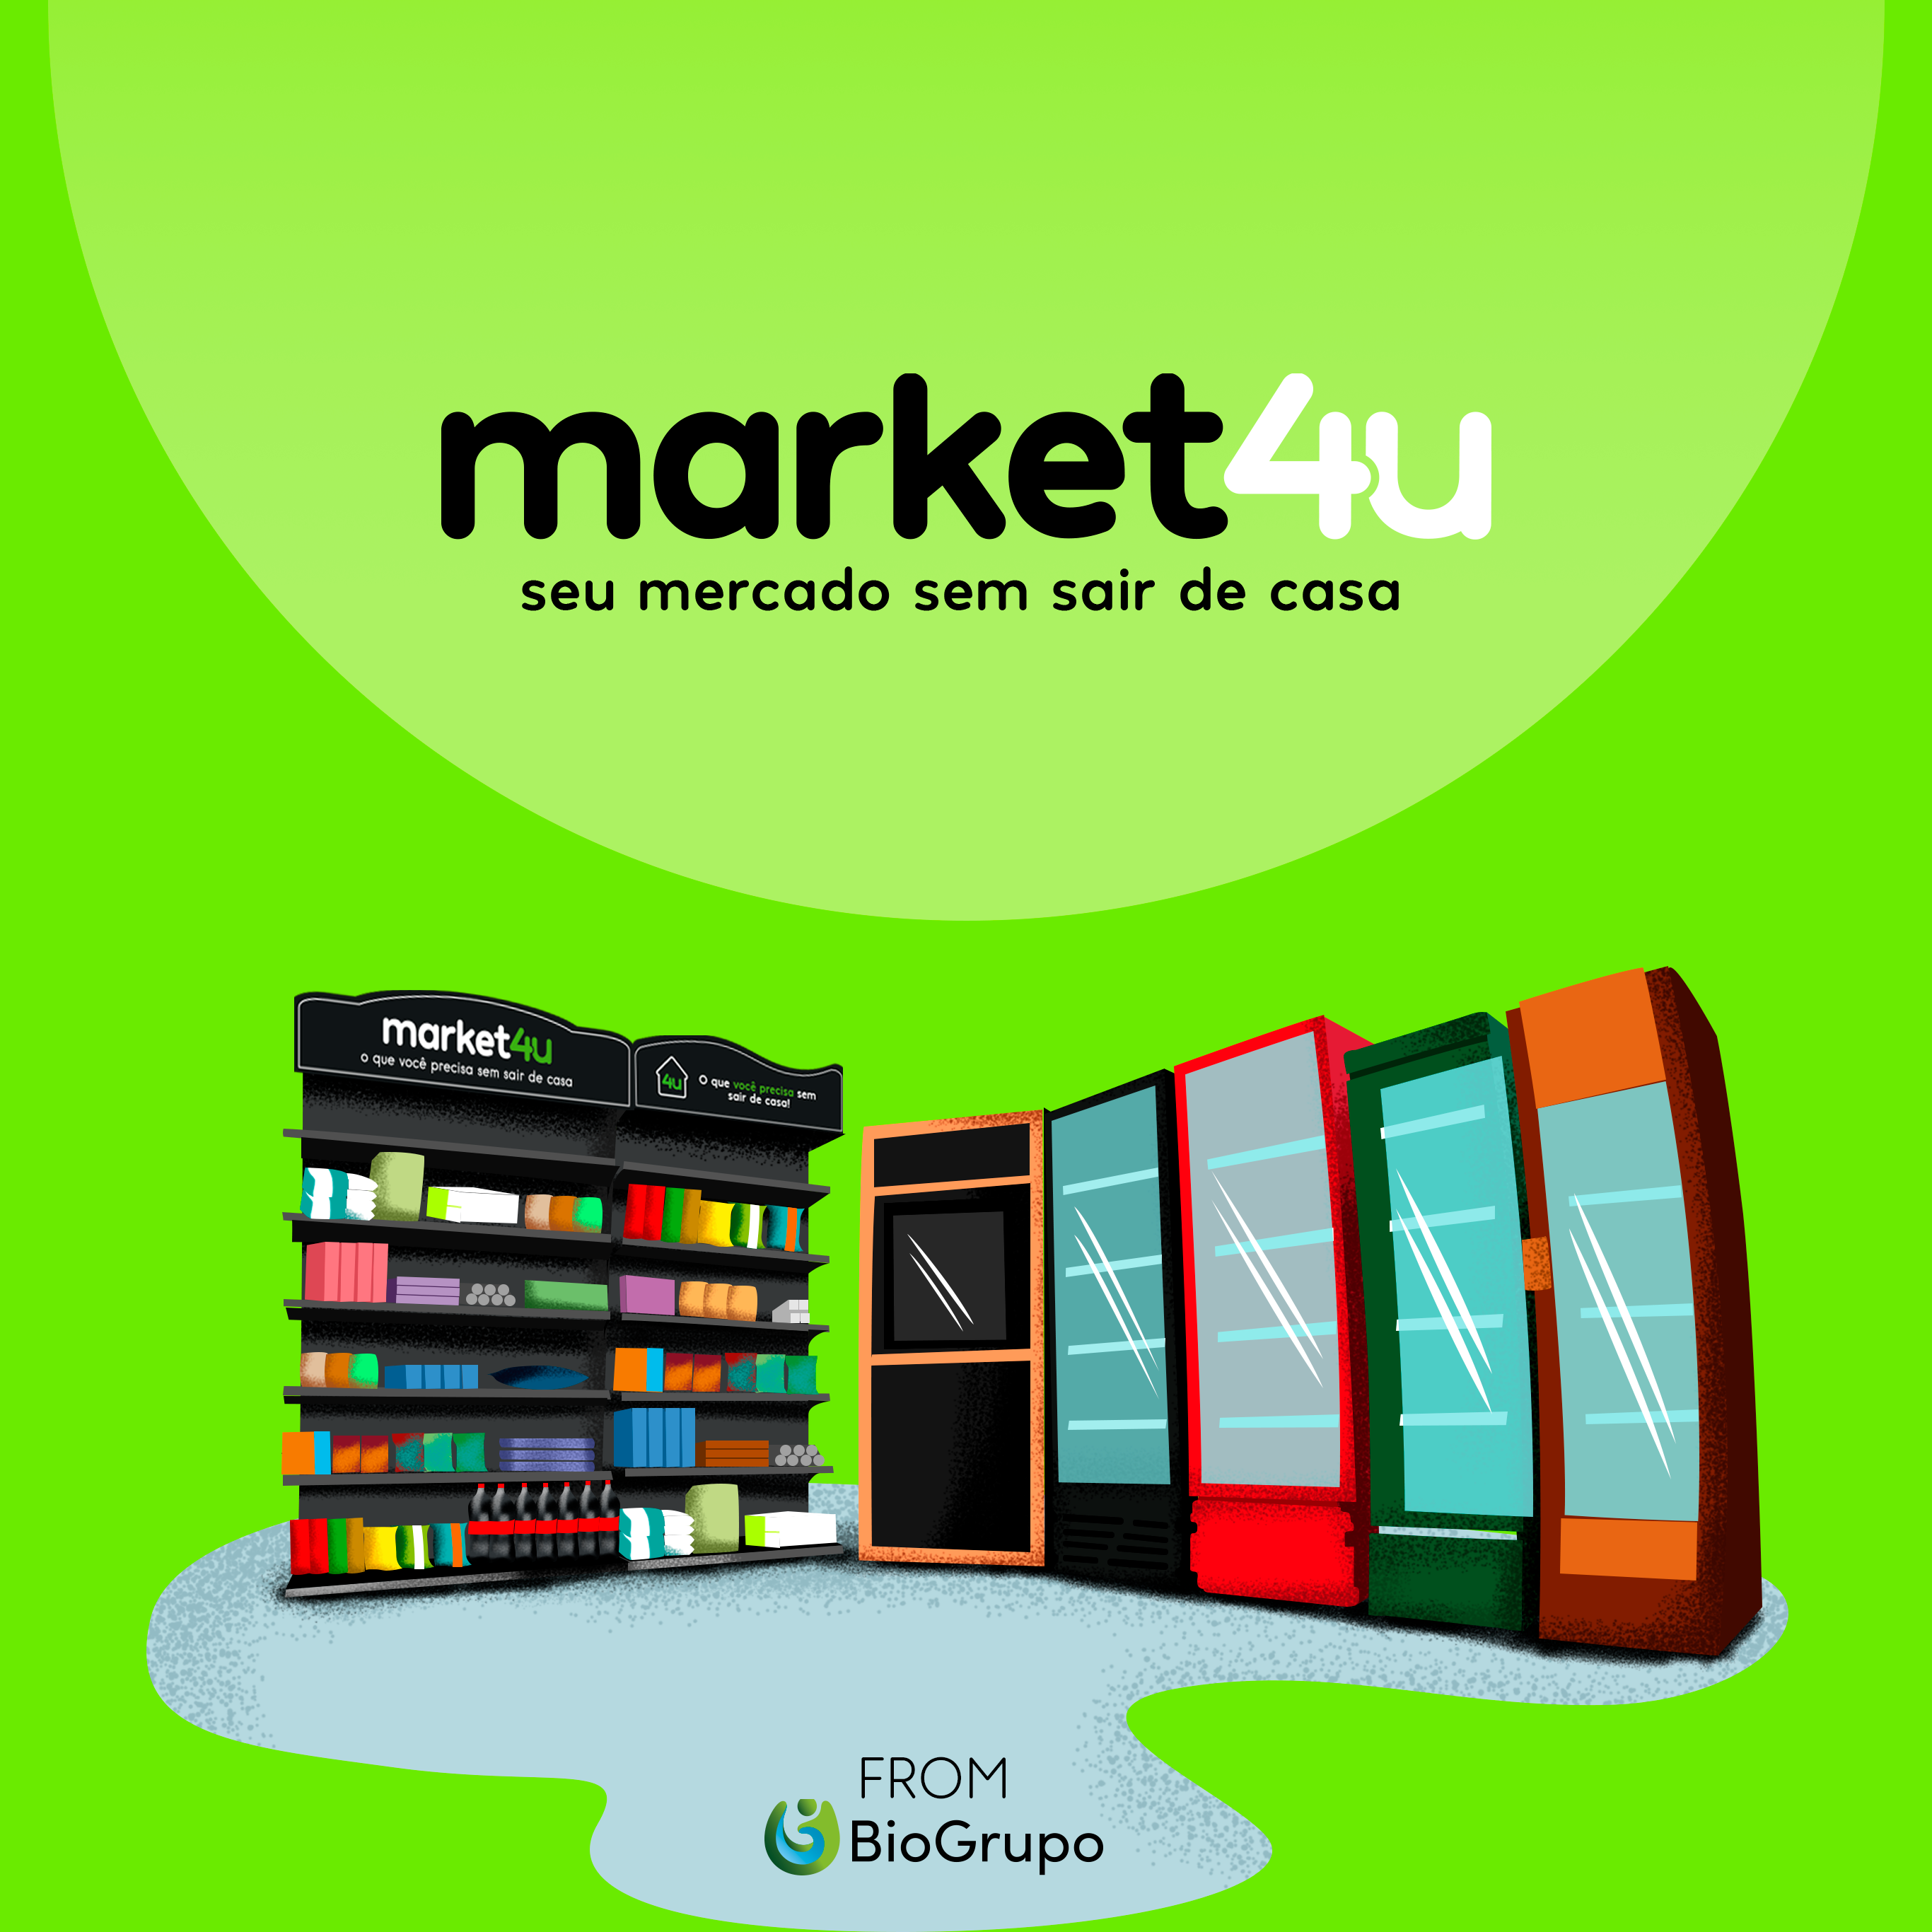 market4u
seu mercado sem sair de casa
market4u
o que você precisa sem sair de casa
4u
O que você precisa sem
sair de casa!
FROM
BioGrupo